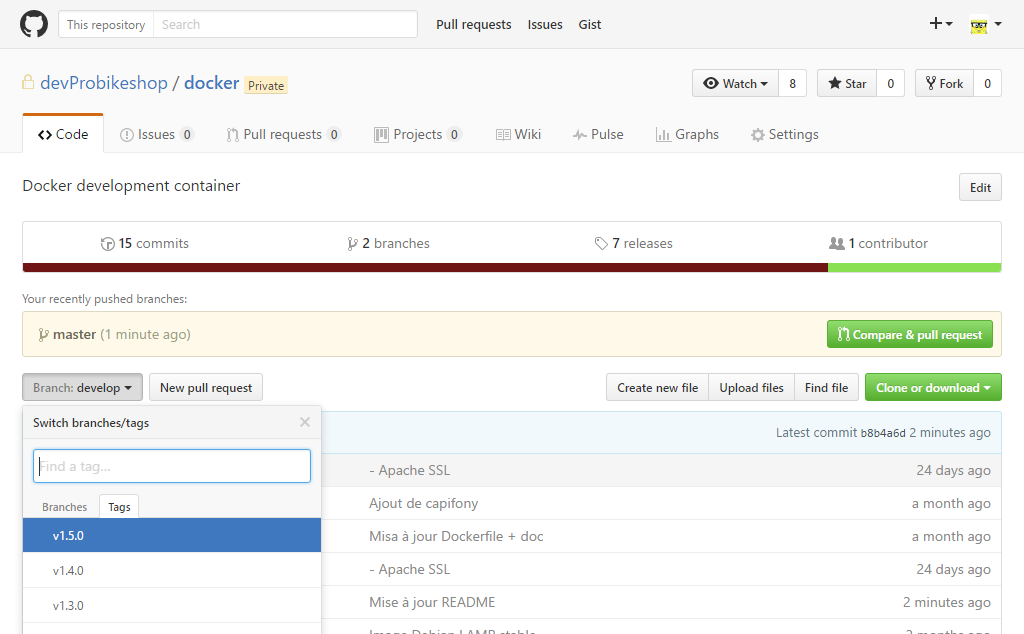 This repository Search Pull requests Issues Gist
devProbikeshop / docker Private Watch 8 Star 0 Fork 0
Code Issues 0 Pull requests 0 Projects 0 Wiki Pulse Graphs Settings
Docker development container Edit
15 commits 2 branches 7 releases 1 contributor
Your recently pushed branches:
master (1 minute ago) Compare & pull request
Branch: develop New pull request Create new file Upload files Find file Clone or download
Switch branches/tags
Latest commit b8b4a6d 2 minutes ago
Find a tag...
- Apache SSL 24 days ago
Ajout de capifony a month ago
Branches Tags
v1.5.0
Misa à jour Dockerfile + doc a month ago
v1.4.0
- Apache SSL 24 days ago
v1.3.0
Mise à jour README 2 minutes ago
Image Debian LAMP stable